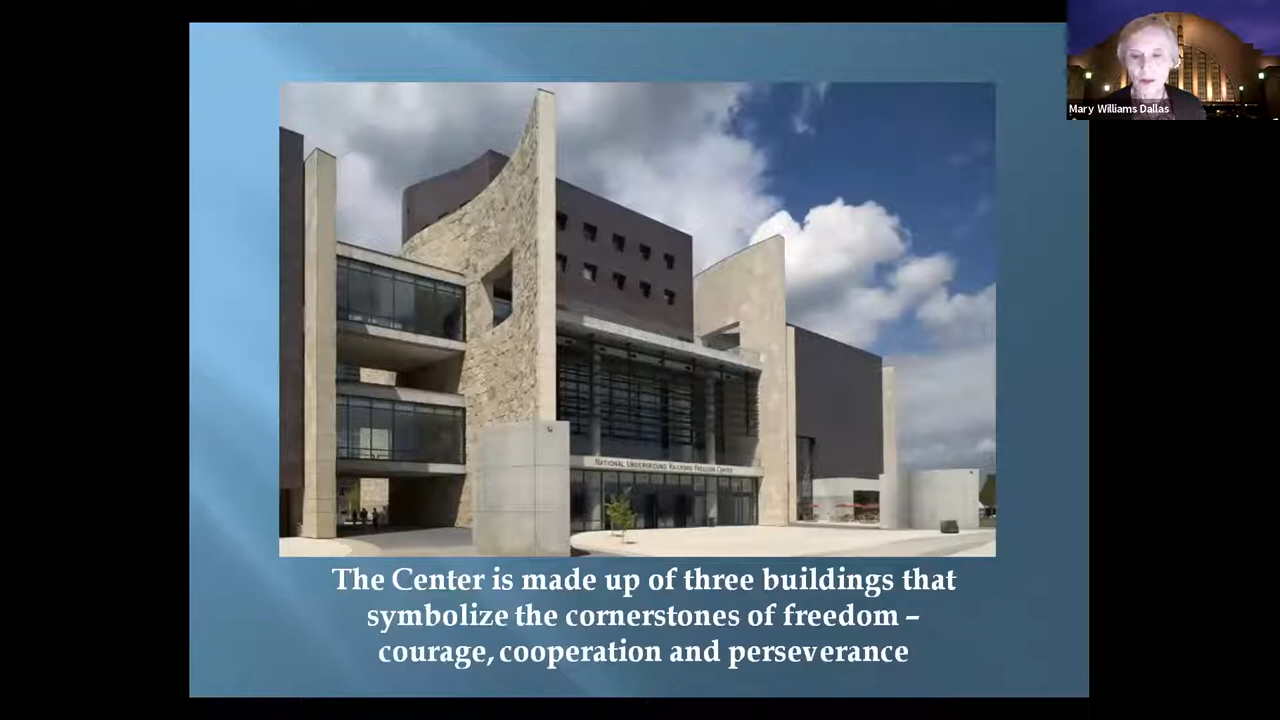 Mary Williams Dallas
NATIONAL UNDERGROUND RAILROAD FREEDOM CENTER
The Center is made up of three buildings that
symbolize the cornerstones of freedom –
courage, cooperation and perseverance